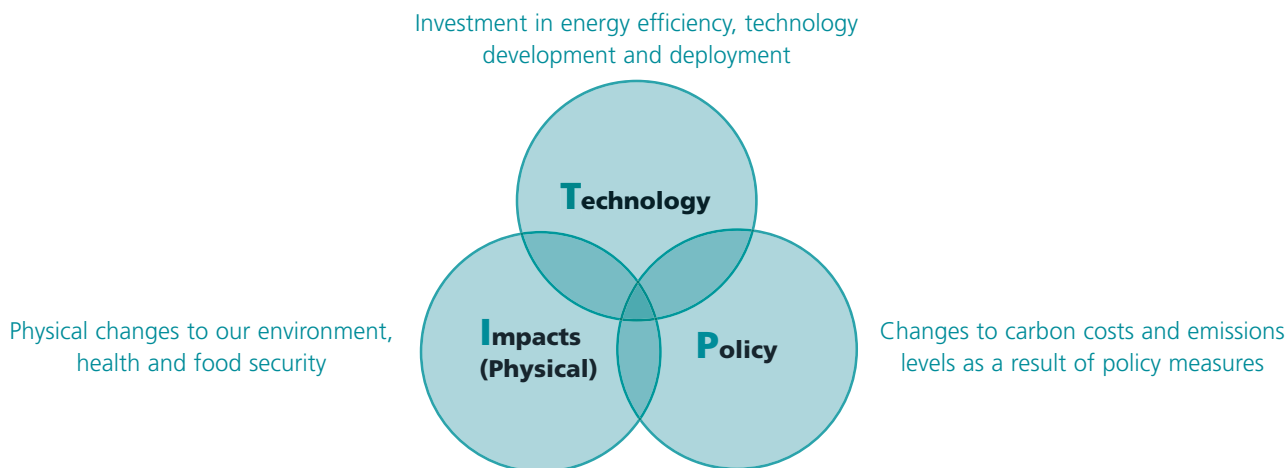 Investment in energy efficiency, technology
development and deployment
Technology
Physical changes to our environment,
health and food security
Impacts
(Physical)
Policy
Changes to carbon costs and emissions
levels as a result of policy measures